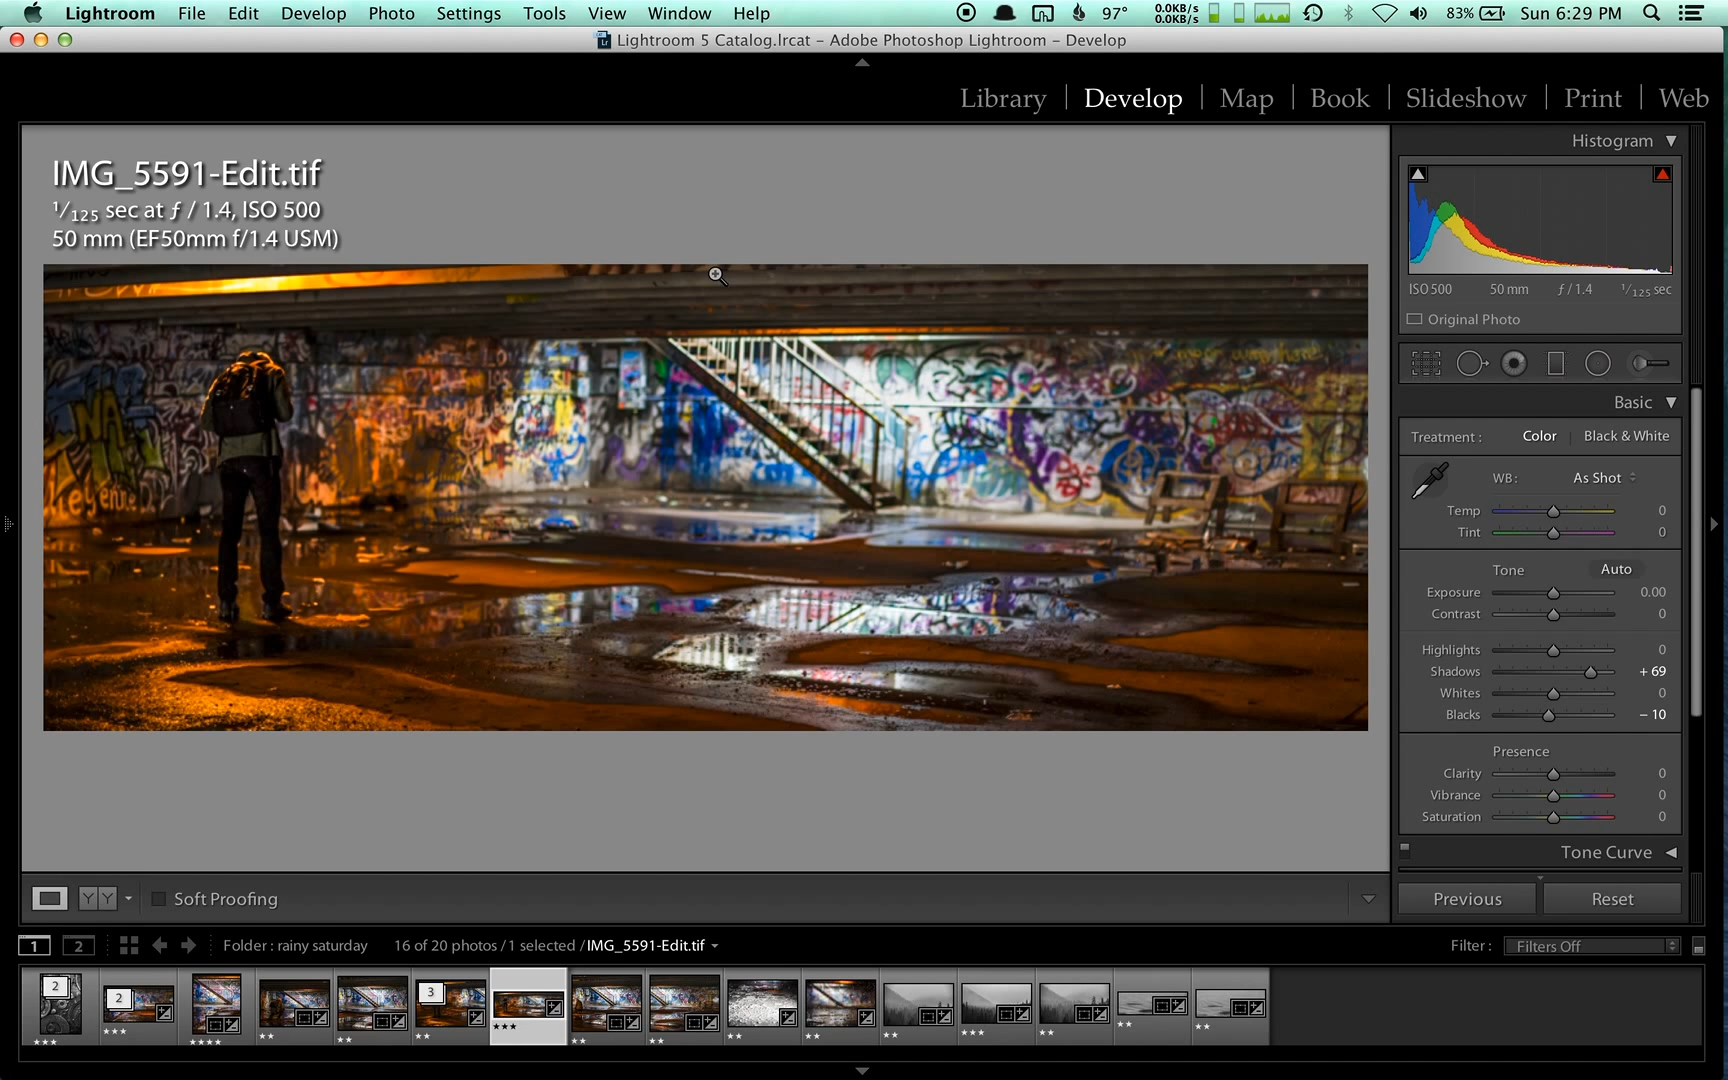 Lightroom File Edit Develop Photo Settings Tools View Window Help 97° 0.0KB/s 0.0KB/s 83% Sun 6:29 PM
Lightroom 5 Catalog.lrcat – Adobe Photoshop Lightroom – Develop
Library | Develop | Map | Book | Slideshow | Print | Web
IMG_5591-Edit.tif
1/125 sec at ƒ / 1.4, ISO 500
50 mm (EF50mm f/1.4 USM)
Histogram
ISO 500 50 mm ƒ / 1.4 1/125 sec
Original Photo
Basic
Treatment : Color | Black & White
WB : As Shot
Temp 0
Tint 0
Tone Auto
Exposure 0.00
Contrast 0
Highlights 0
Shadows + 69
Whites 0
Blacks – 10
Presence
Clarity 0
Vibrance 0
Saturation 0
Tone Curve
Y Y Soft Proofing
Previous Reset
1 2 Folder : rainy saturday 16 of 20 photos / 1 selected / IMG_5591-Edit.tif Filter : Filters Off
2 2 3